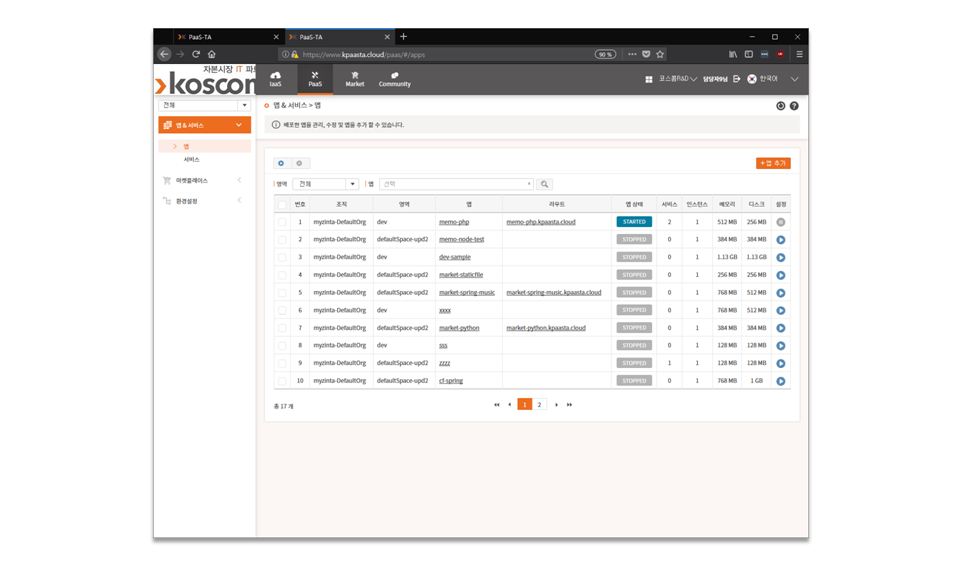 PaaS-TA
PaaS-TA
https://www.kpaasta.cloud/paas/#/apps
90 %
자본시장 IT 파트
koscom
IaaS
PaaS
Market
Community
코스콤R&D
담당자9님
한국어
전체
앱 & 서비스
앱
서비스
마켓플레이스
환경설정
앱 & 서비스 > 앱
배포한 앱을 관리, 수정 및 앱을 추가 할 수 있습니다.
+ 앱 추가
영역 전체 앱 선택
번호 조직 영역 앱 라우트 앱 상태 서비스 인스턴스 메모리 디스크 설정
1 myzinta-DefaultOrg dev memo-php memo-php.kpaasta.cloud STARTED 2 1 512 MB 256 MB
2 myzinta-DefaultOrg defaultSpace-upd2 memo-node-test STOPPED 0 1 384 MB 384 MB
3 myzinta-DefaultOrg dev dev-sample STOPPED 0 1 1.13 GB 1.13 GB
4 myzinta-DefaultOrg defaultSpace-upd2 market-staticfile STOPPED 0 1 256 MB 256 MB
5 myzinta-DefaultOrg defaultSpace-upd2 market-spring-music market-spring-music.kpaasta.cloud STOPPED 0 1 768 MB 512 MB
6 myzinta-DefaultOrg dev xxxx STOPPED 0 1 768 MB 512 MB
7 myzinta-DefaultOrg defaultSpace-upd2 market-python market-python.kpaasta.cloud STOPPED 0 1 384 MB 384 MB
8 myzinta-DefaultOrg dev sss STOPPED 0 1 128 MB 128 MB
9 myzinta-DefaultOrg defaultSpace-upd2 zzzz STOPPED 1 1 128 MB 128 MB
10 myzinta-DefaultOrg defaultSpace-upd2 cf-spring STOPPED 0 1 768 MB 1 GB
총 17 개
1 2